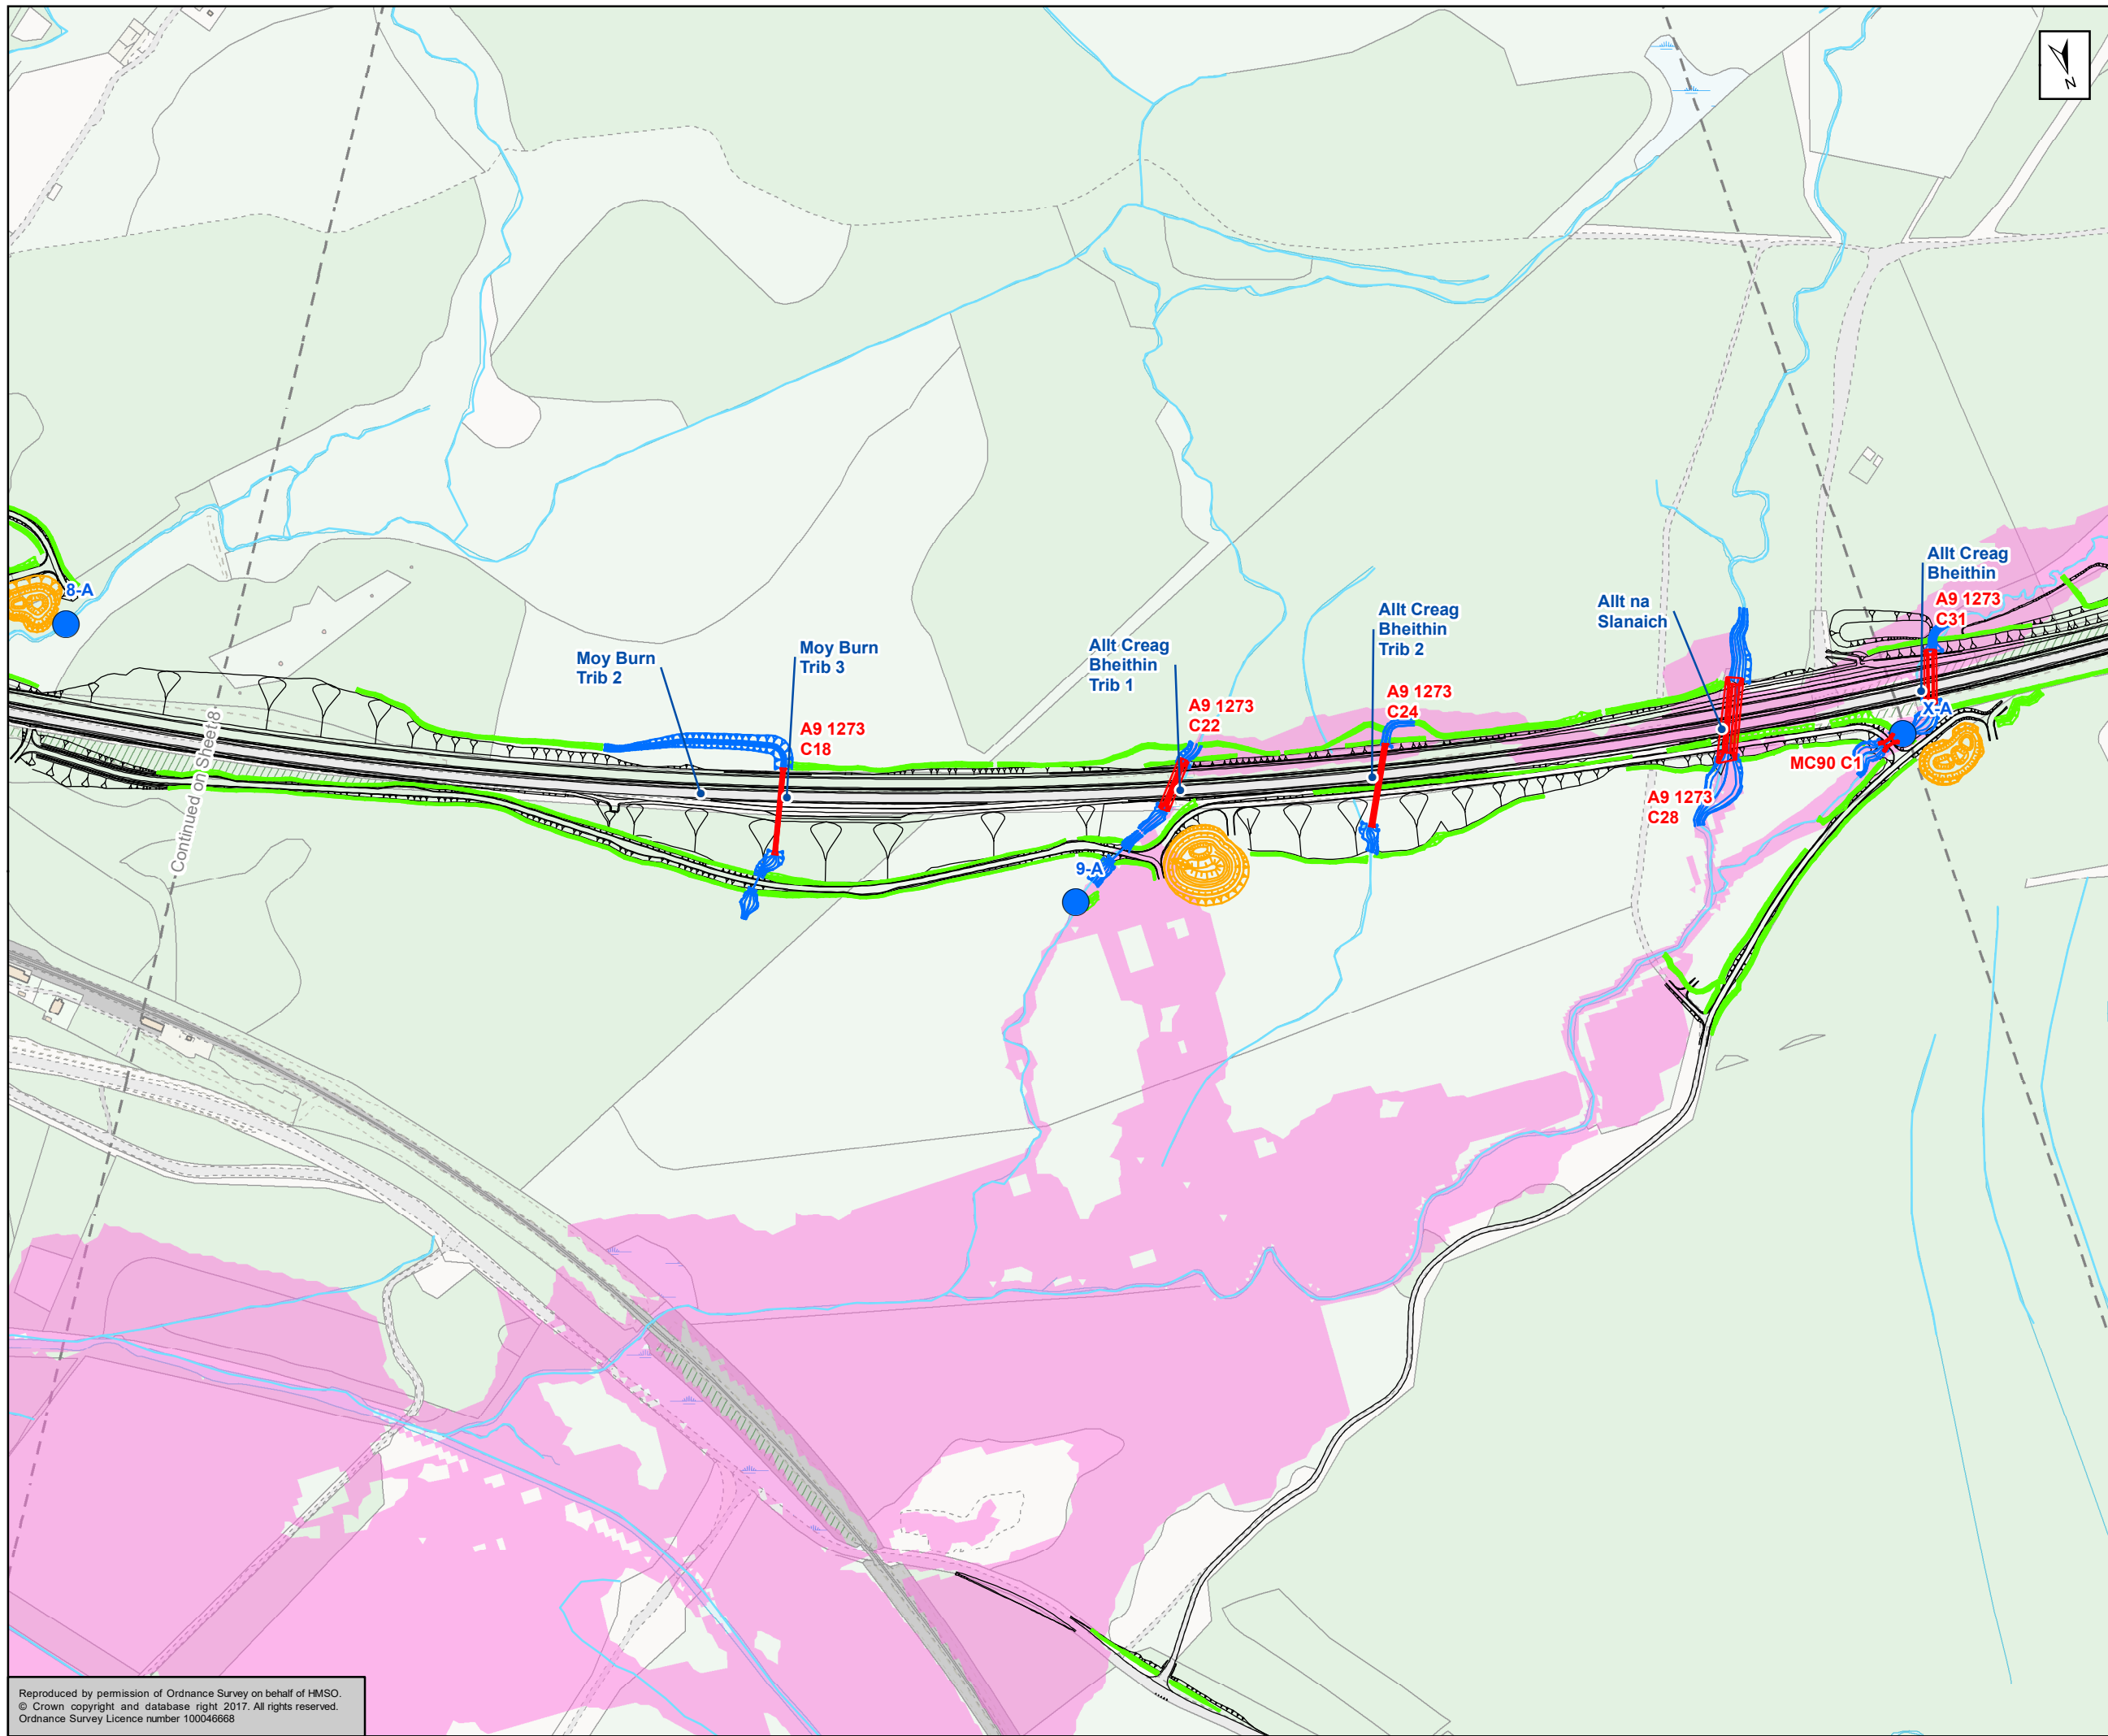 N
8-A
Continued on Sheet 8
Moy Burn
Trib 2
Moy Burn
Trib 3
A9 1273
C18
Allt Creag
Bheithin
Trib 1
A9 1273
C22
9-A
Allt Creag
Bheithin
Trib 2
A9 1273
C24
Allt na
Slanaich
A9 1273
C28
MC90 C1
Allt Creag
Bheithin
A9 1273
C31
X-A
Reproduced by permission of Ordnance Survey on behalf of HMSO.
© Crown copyright and database right 2017. All rights reserved.
Ordnance Survey Licence number 100046668